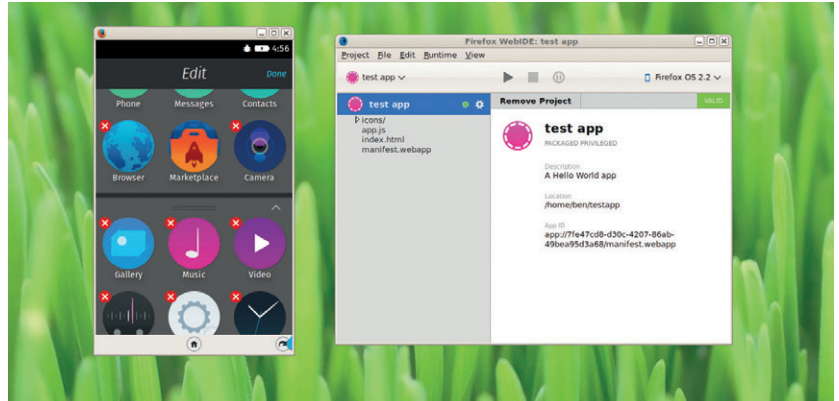 4:56
Edit
Done
Phone Messages Contacts
Browser Marketplace Camera
Gallery Music Video
Firefox WebIDE: test app
Project File Edit Runtime View
test app
Firefox OS 2.2
test app
icons/
app.js
index.html
manifest.webapp
Remove Project
VALID
test app
PACKAGED PRIVILEGED
Description
A Hello World app
Location
/home/ben/testapp
App ID
app://7fe47cd8-d30c-4207-86ab-
49bea95d3a68/manifest.webapp